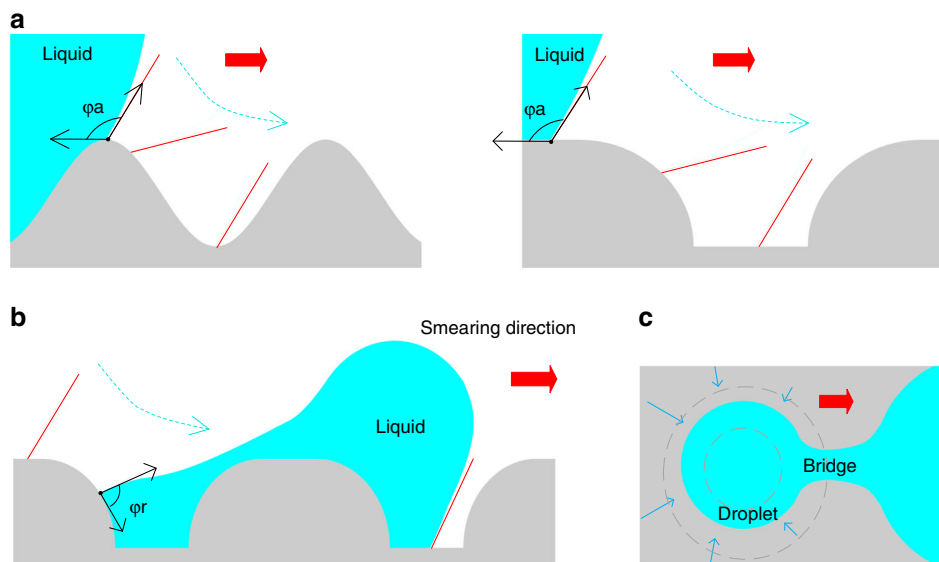 a
Liquid
φa
Liquid
φa
b
Smearing direction
Liquid
φr
c
Bridge
Droplet